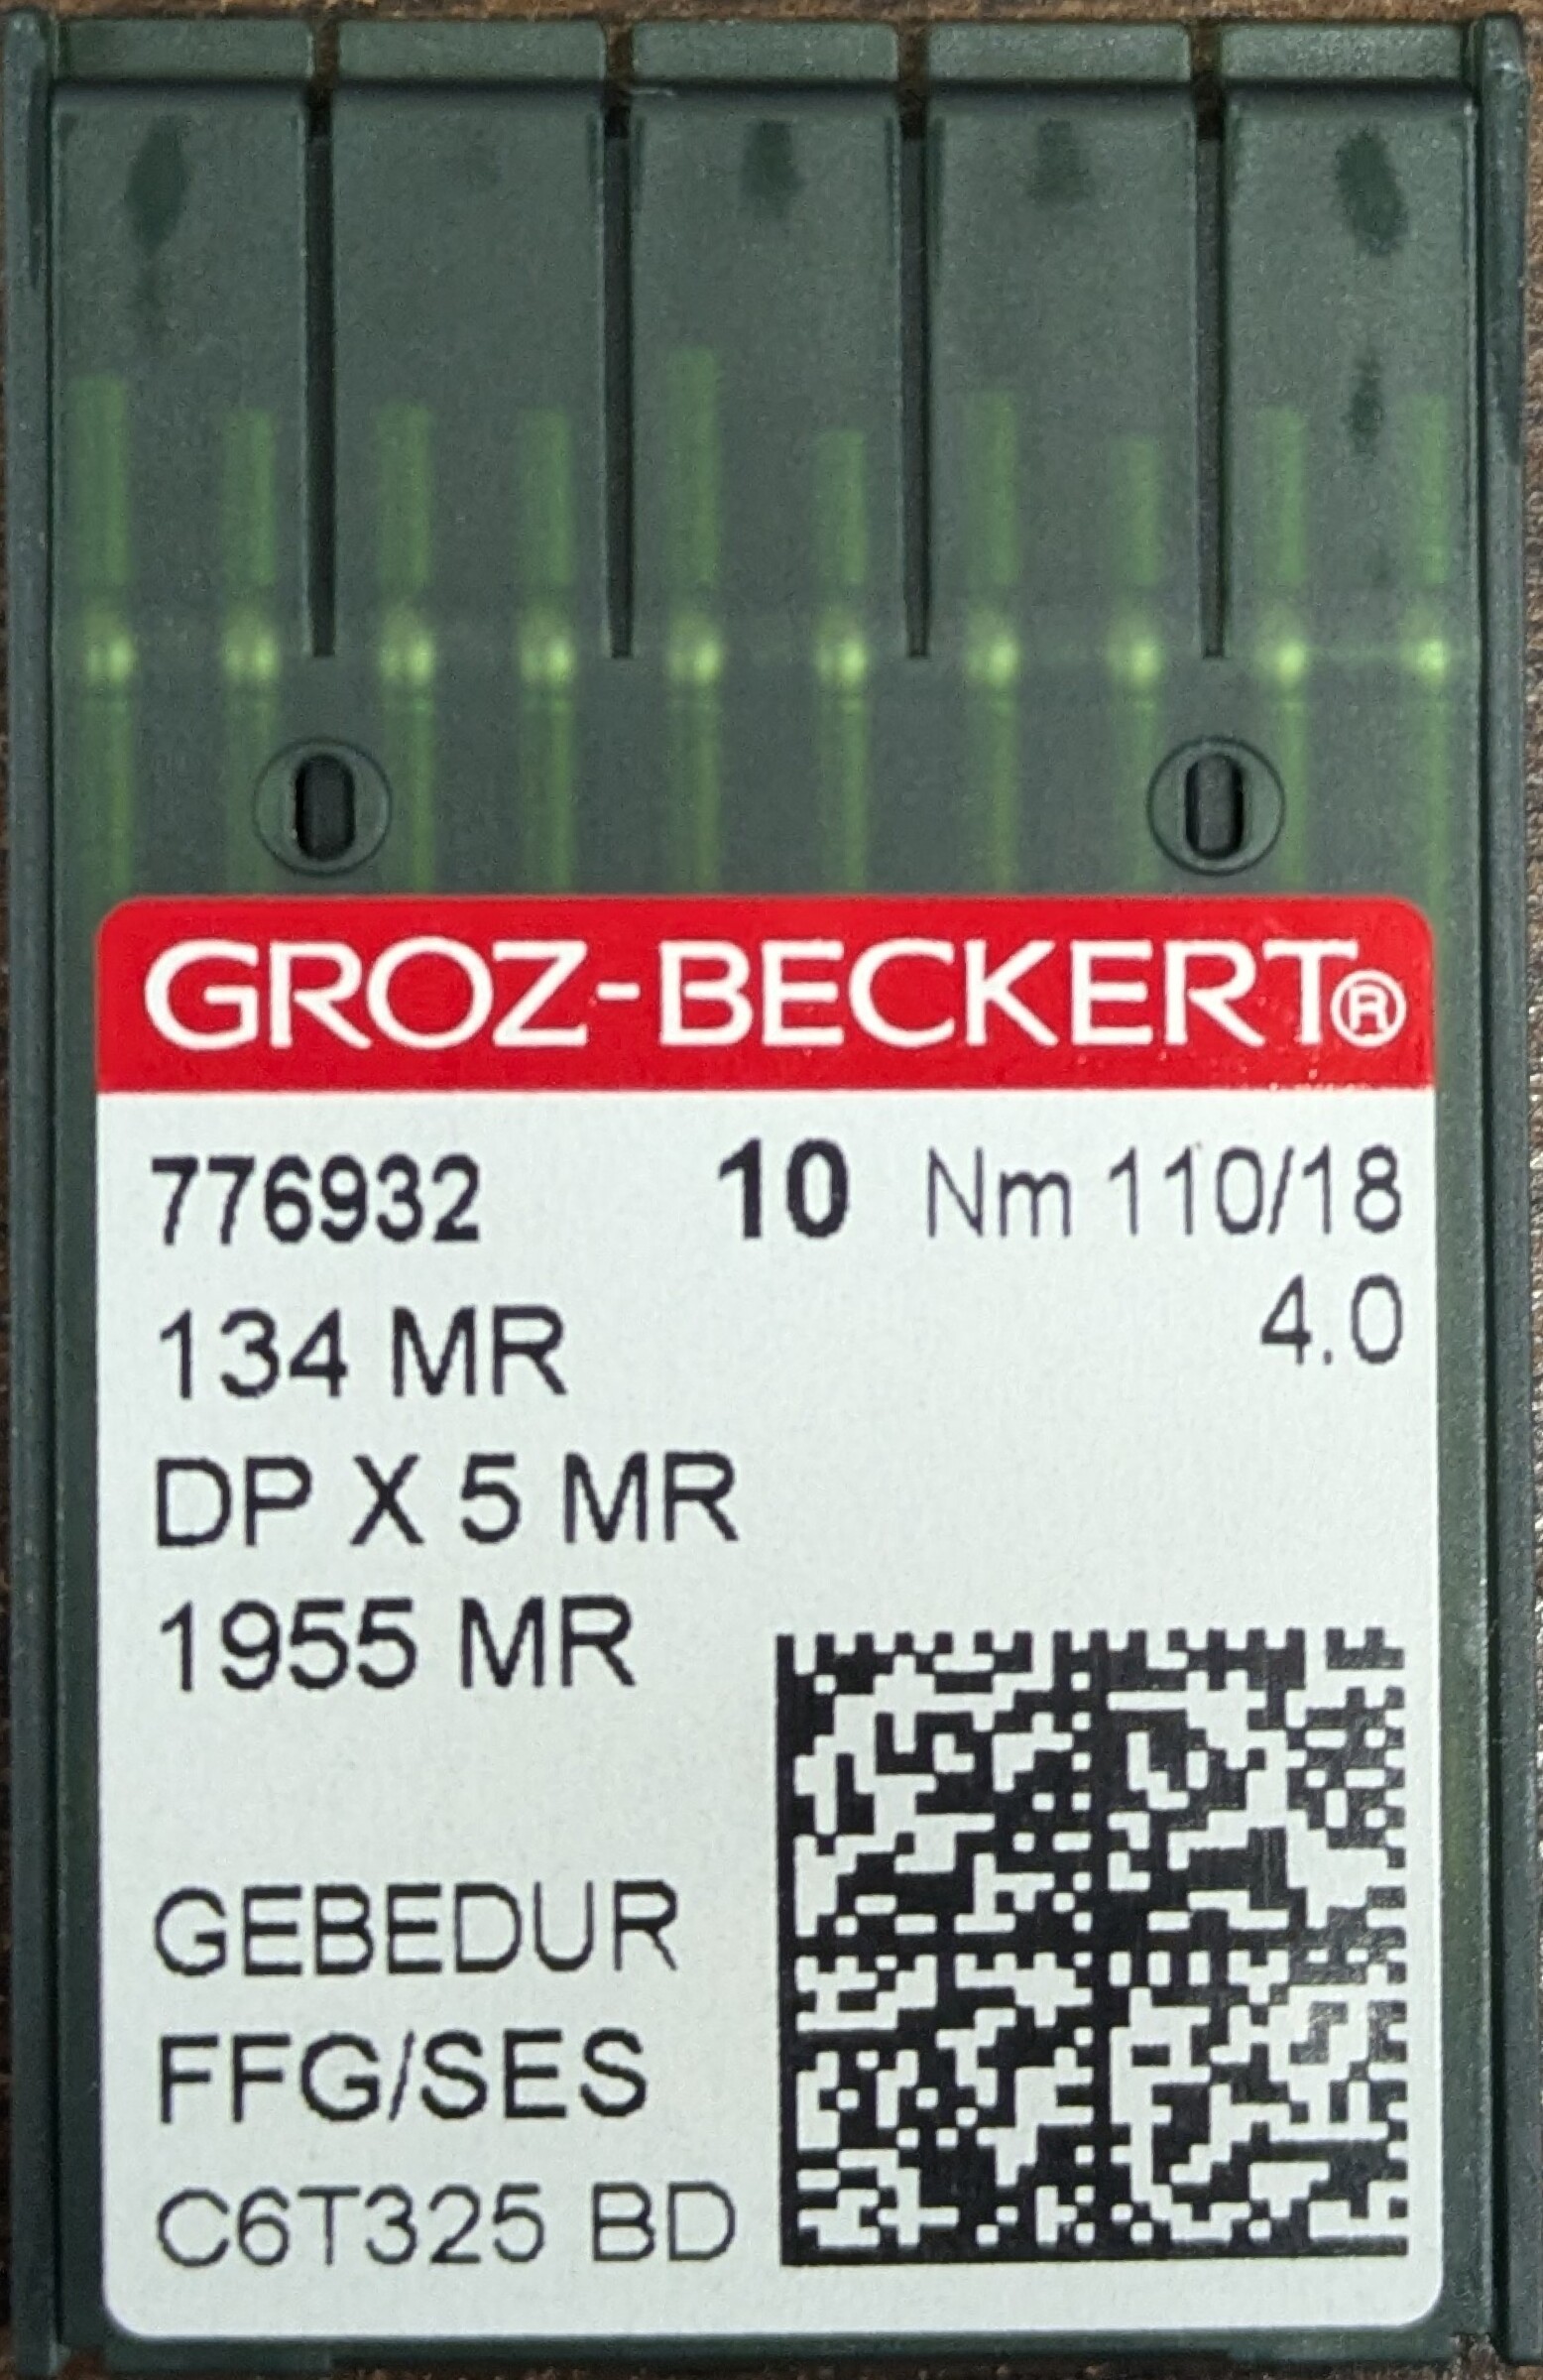 GROZ-BECKERT®
776932 10 Nm 110/18
134 MR 4.0
DP X 5 MR
1955 MR
GEBEDUR
FFG/SES
C6T325 BD